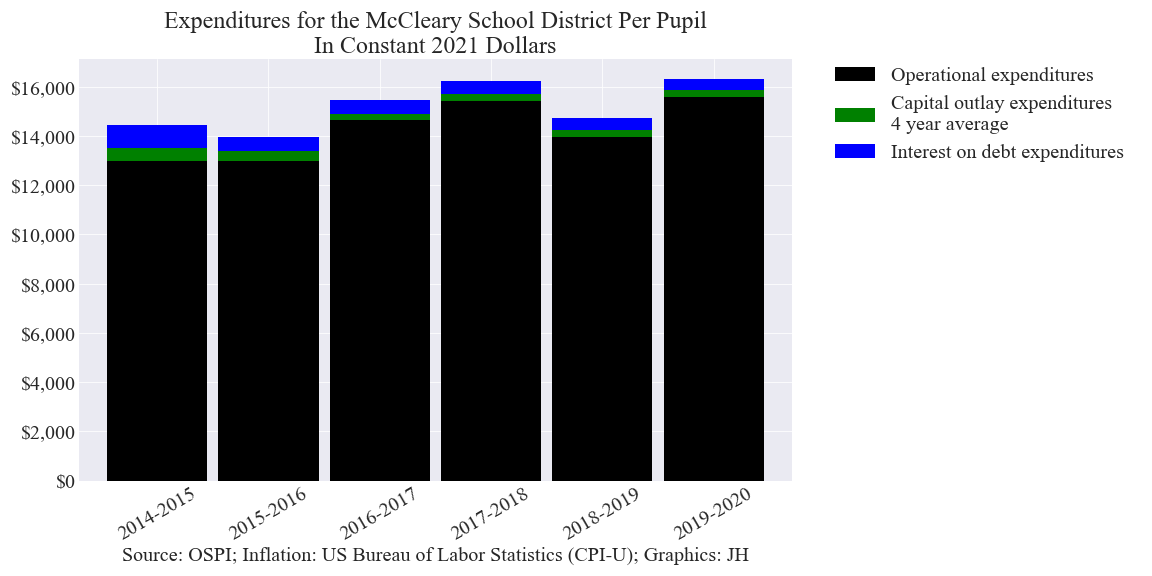 Expenditures for the McCleary School District Per Pupil
In Constant 2021 Dollars
$16,000
$14,000
$12,000
$10,000
$8,000
$6,000
$4,000
$2,000
$0
2014-2015
2015-2016
2016-2017
2017-2018
2018-2019
2019-2020
Source: OSPI; Inflation: US Bureau of Labor Statistics (CPI-U); Graphics: JH
Operational expenditures
Capital outlay expenditures
4 year average
Interest on debt expenditures